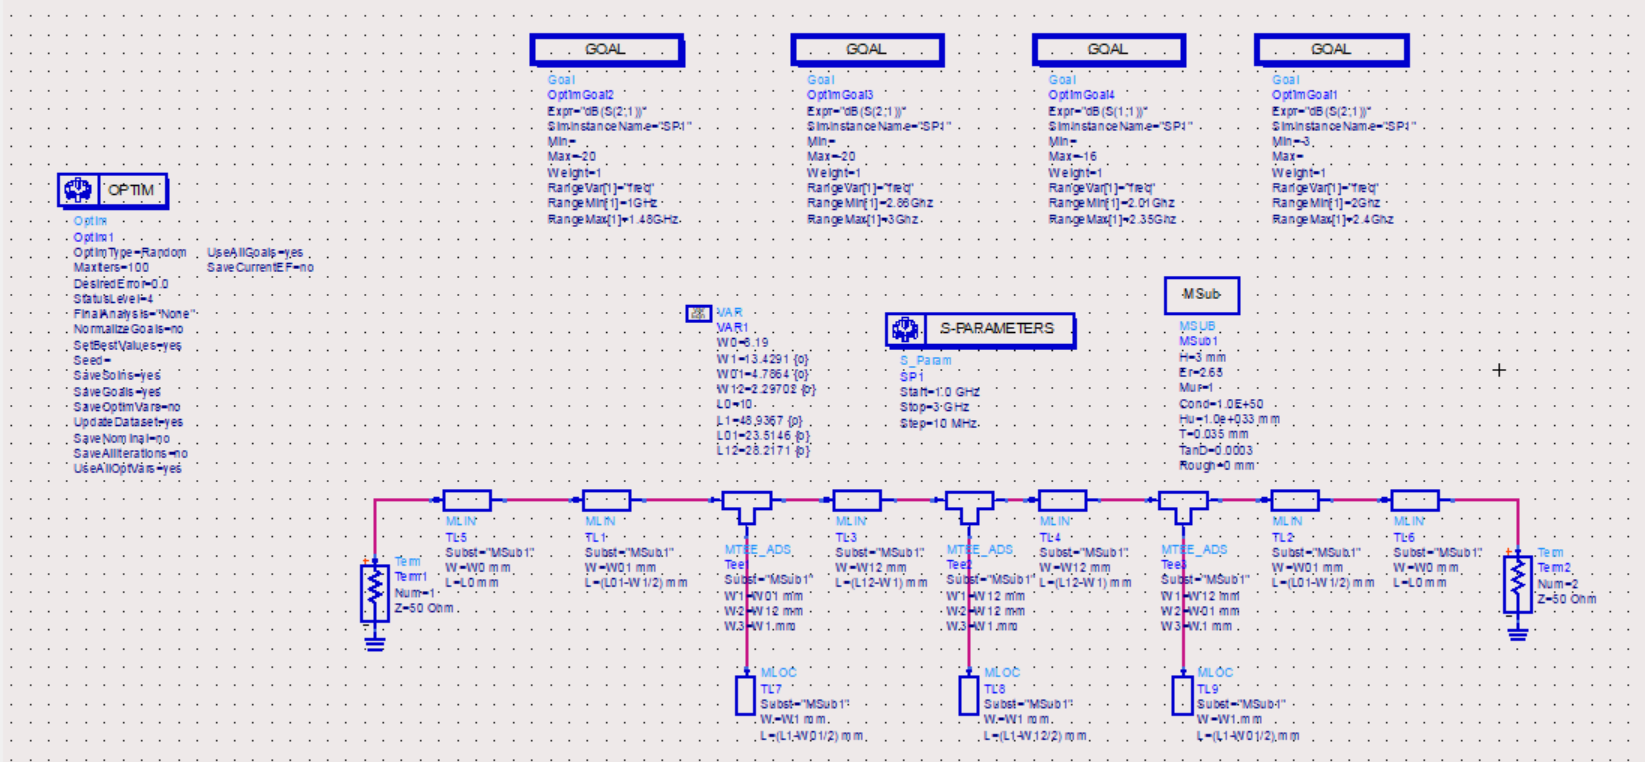 GOAL
Goal
OptimGoal2
Expr="dB(S(2,1))"
SimInstanceName="SP1"
Min=
Max=-20
Weight=1
RangeVar[1]="freq"
RangeMin[1]=1GHz
RangeMax[1]=1.48GHz
GOAL
Goal
OptimGoal3
Expr="dB(S(2,1))"
SimInstanceName="SP1"
Min=
Max=-20
Weight=1
RangeVar[1]="freq"
RangeMin[1]=2.86Ghz
RangeMax[1]=3Ghz
GOAL
Goal
OptimGoal4
Expr="dB(S(1,1))"
SimInstanceName="SP1"
Min=
Max=-16
Weight=1
RangeVar[1]="freq"
RangeMin[1]=2.01Ghz
RangeMax[1]=2.35Ghz
GOAL
Goal
OptimGoal1
Expr="dB(S(2,1))"
SimInstanceName="SP1"
Min=-3
Max=
Weight=1
RangeVar[1]="freq"
RangeMin[1]=2Ghz
RangeMax[1]=2.4Ghz
OPTIM
Optim
Optim1
OptimType=Random UseAllGoals=yes
MaxIters=100 SaveCurrentEF=no
DesiredError=0.0
StatusLevel=4
FinalAnalysis="None"
NormalizeGoals=no
SetBestValues=yes
Seed=
SaveSolns=yes
SaveGoals=yes
SaveOptimVars=no
UpdateDataset=yes
SaveNominal=no
SaveAllIterations=no
UseAllOptVars=yes
VAR
VAR1
W0=8.19
W1=13.4291 {o}
W01=4.7864 {o}
W12=2.29702 {o}
L0=10
L1=48.9367 {o}
L01=23.5146 {o}
L12=28.2171 {o}
S-PARAMETERS
S_Param
SP1
Start=1.0 GHz
Stop=3 GHz
Step=10 MHz
MSub
MSUB
MSub1
H=3 mm
Er=2.65
Mur=1
Cond=1.0E+50
Hu=1.0e+033 mm
T=0.035 mm
TanD=0.0003
Rough=0 mm
Term
Term1
Num=1
Z=50 Ohm
MLIN
TL5
Subst="MSub1"
W=W0 mm
L=L0 mm
MLIN
TL1
Subst="MSub1"
W=W01 mm
L=(L01-W1/2) mm
MTEE_ADS
Tee1
Subst="MSub1"
W1=W01 mm
W2=W12 mm
W3=W1 mm
MLIN
TL3
Subst="MSub1"
W=W12 mm
L=(L12-W1) mm
MTEE_ADS
Tee2
Subst="MSub1"
W1=W12 mm
W2=W12 mm
W3=W1 mm
MLIN
TL4
Subst="MSub1"
W=W12 mm
L=(L12-W1) mm
MTEE_ADS
Tee3
Subst="MSub1"
W1=W12 mm
W2=W01 mm
W3=W1 mm
MLIN
TL2
Subst="MSub1"
W=W01 mm
L=(L01-W1/2) mm
MLIN
TL6
Subst="MSub1"
W=W0 mm
L=L0 mm
Term
Term2
Num=2
Z=50 Ohm
MLOC
TL7
Subst="MSub1"
W=W1 mm
L=(L1-W01/2) mm
MLOC
TL8
Subst="MSub1"
W=W1 mm
L=(L1-W12/2) mm
MLOC
TL9
Subst="MSub1"
W=W1 mm
L=(L1-W01/2) mm